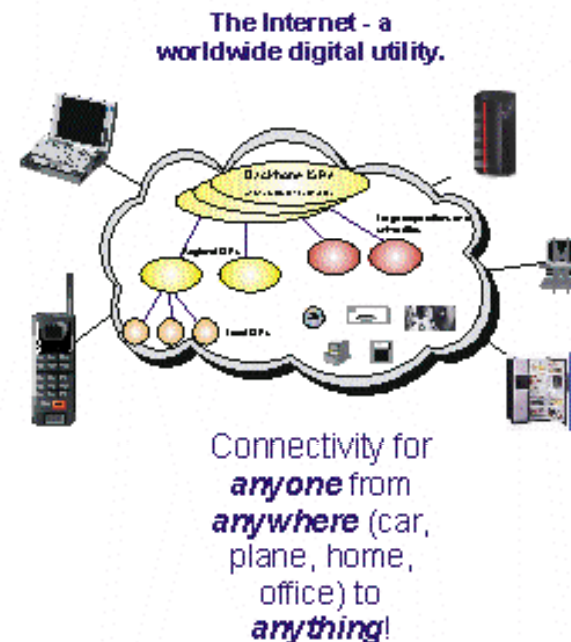 The Internet - a
worldwide digital utility.
Backbone ISPs
Regional ISPs
Local ISPs
Connectivity for
anyone from
anywhere (car,
plane, home,
office) to
anything!